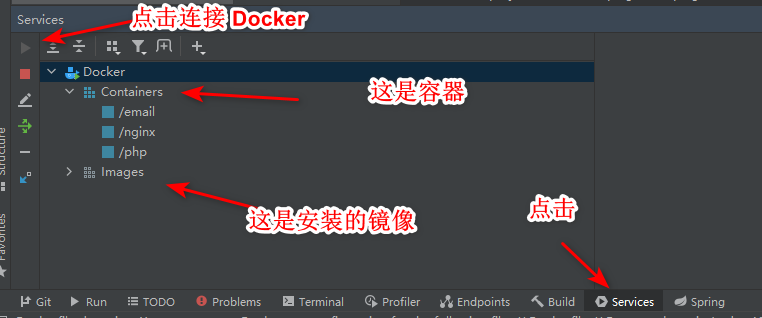 Services
点击连接 Docker
Docker
Containers
这是容器
/email
/nginx
/php
Images
这是安装的镜像
点击
Structure
Favorites
Git Run TODO Problems Terminal Profiler Endpoints Build Services Spring